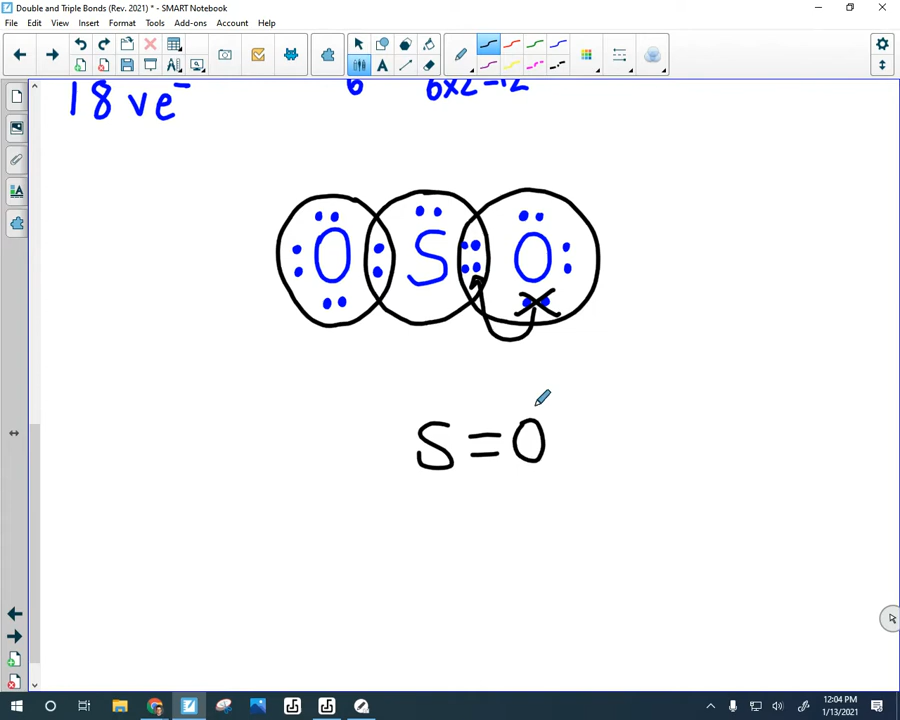 Double and Triple Bonds (Rev. 2021) * - SMART Notebook
File Edit View Insert Format Tools Add-ons Account Help
18 ve⁻ 6 6x2=12
O S O
S=O
12:04 PM
1/13/2021